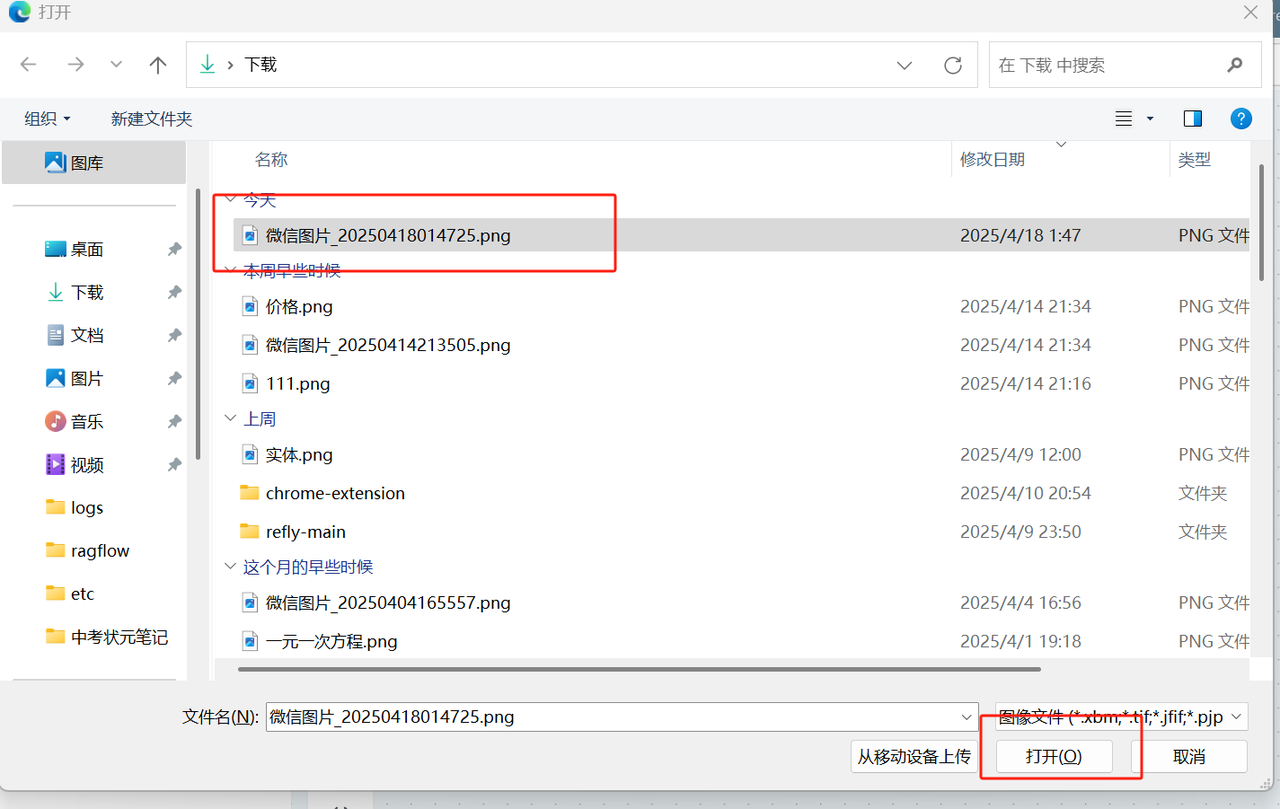 打开
下载
在 下载 中搜索
组织 新建文件夹
图库
桌面
下载
文档
图片
音乐
视频
logs
ragflow
etc
中考状元笔记
名称 修改日期 类型
今天
微信图片_20250418014725.png 2025/4/18 1:47 PNG 文件
本周早些时候
价格.png 2025/4/14 21:34 PNG 文件
微信图片_20250414213505.png 2025/4/14 21:34 PNG 文件
111.png 2025/4/14 21:16 PNG 文件
上周
实体.png 2025/4/9 12:00 PNG 文件
chrome-extension 2025/4/10 20:54 文件夹
refly-main 2025/4/9 23:50 文件夹
这个月的早些时候
微信图片_20250404165557.png 2025/4/4 16:56 PNG 文件
一元一次方程.png 2025/4/1 19:18 PNG 文件
文件名(N): 微信图片_20250418014725.png 图像文件 (*.xbm;*.tif;*.jfif;*.pjp
从移动设备上传 打开(O) 取消